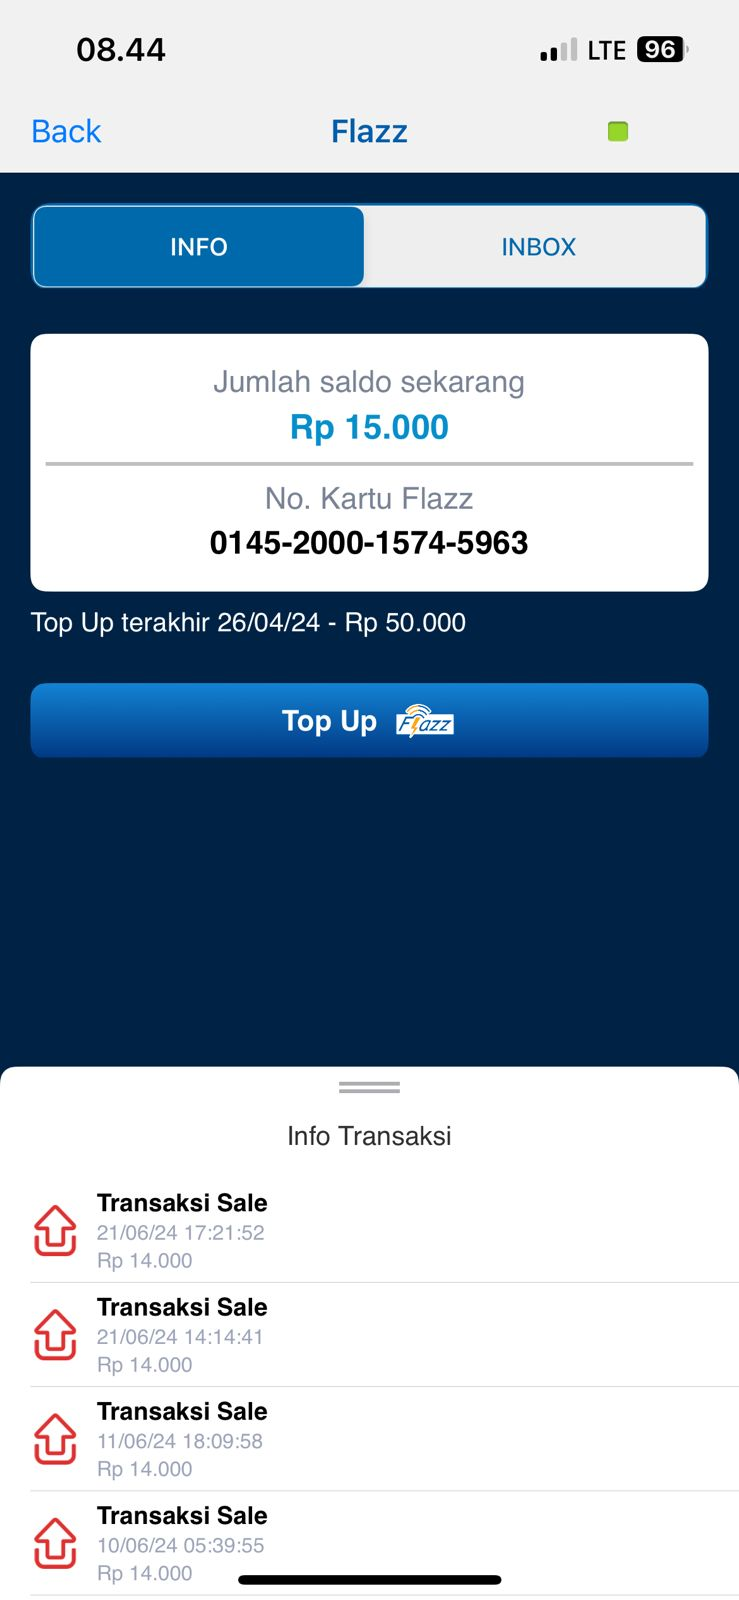 08.44
LTE 96
Back
Flazz
INFO
INBOX
Jumlah saldo sekarang
Rp 15.000
No. Kartu Flazz
0145-2000-1574-5963
Top Up terakhir 26/04/24 - Rp 50.000
Top Up Flazz
Info Transaksi
Transaksi Sale
21/06/24 17:21:52
Rp 14.000
Transaksi Sale
21/06/24 14:14:41
Rp 14.000
Transaksi Sale
11/06/24 18:09:58
Rp 14.000
Transaksi Sale
10/06/24 05:39:55
Rp 14.000